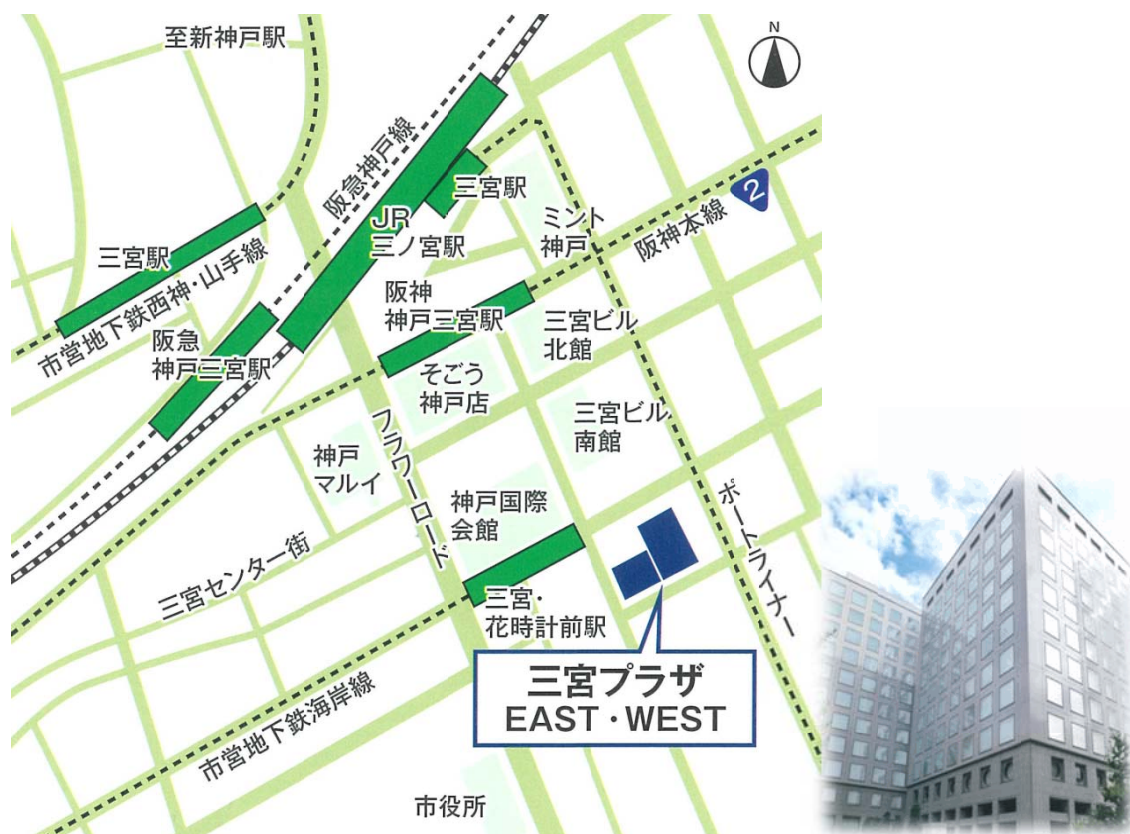 N
至新神戸駅
阪急神戸線
三宮駅
JR
三ノ宮駅
ミント
神戸
2
阪神本線
三宮駅
市営地下鉄西神・山手線
阪急
神戸三宮駅
阪神
神戸三宮駅
三宮ビル
北館
そごう
神戸店
三宮ビル
南館
神戸
マルイ
フラワーロード
神戸国際
会館
ポートライナー
三宮センター街
三宮・
花時計前駅
三宮プラザ
EAST・WEST
市営地下鉄海岸線
市役所